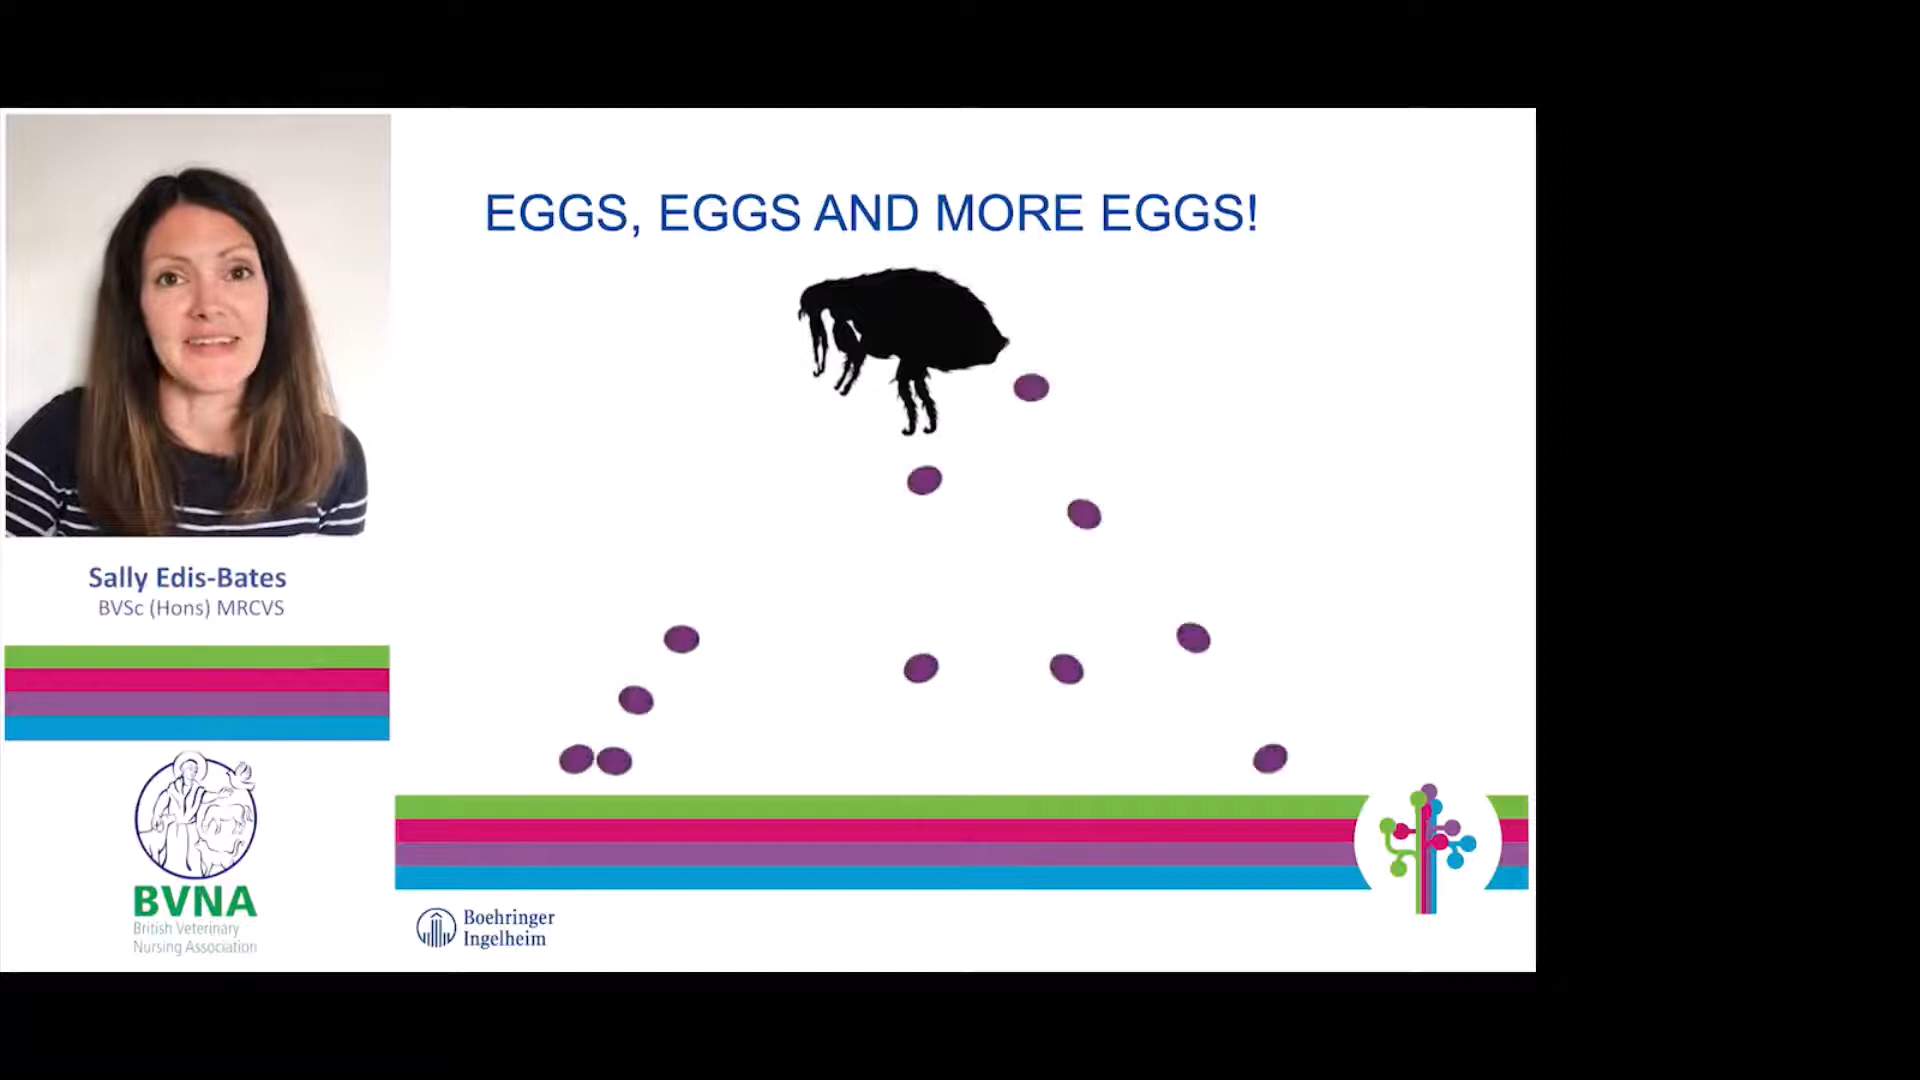 EGGS, EGGS AND MORE EGGS!
Sally Edis-Bates
BVSc (Hons) MRCVS
BVNA
British Veterinary
Nursing Association
Boehringer
Ingelheim